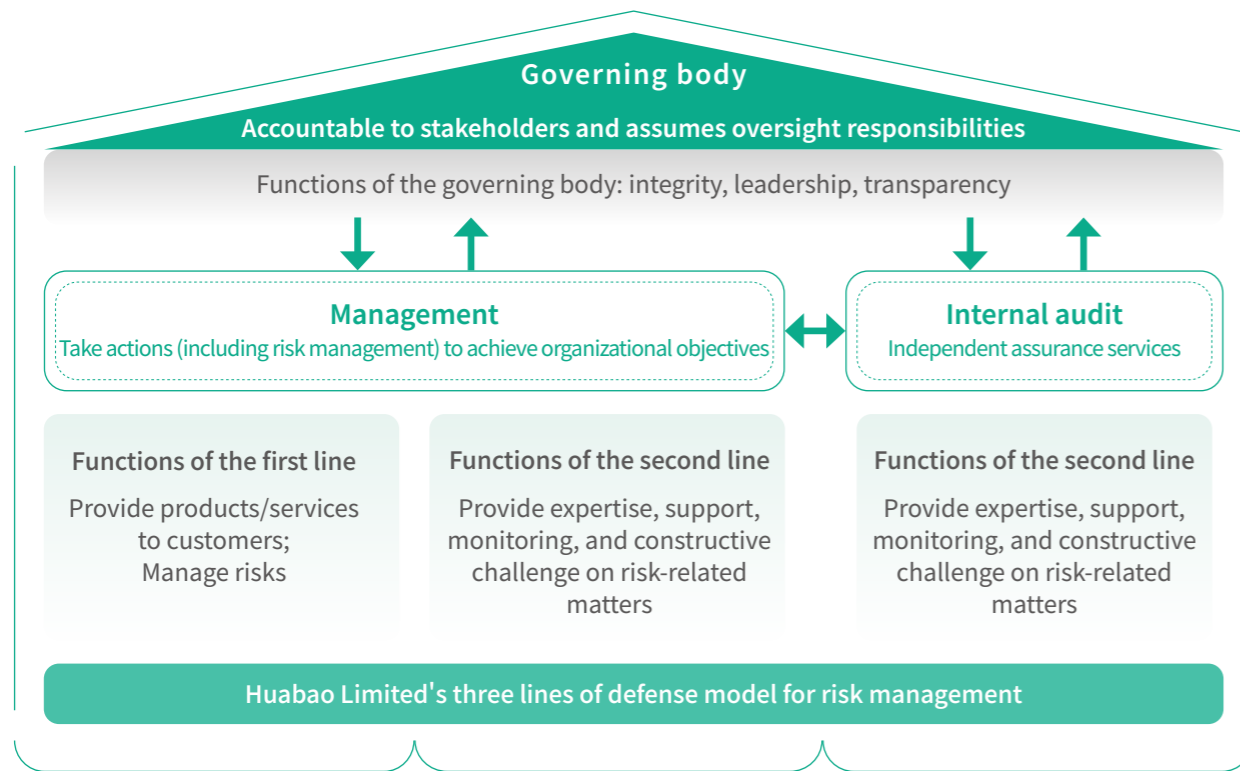 Governing body
Accountable to stakeholders and assumes oversight responsibilities
Functions of the governing body: integrity, leadership, transparency
Management
Take actions (including risk management) to achieve organizational objectives
Internal audit
Independent assurance services
Functions of the first line
Provide products/services
to customers;
Manage risks
Functions of the second line
Provide expertise, support,
monitoring, and constructive
challenge on risk-related
matters
Functions of the second line
Provide expertise, support,
monitoring, and constructive
challenge on risk-related
matters
Huabao Limited's three lines of defense model for risk management